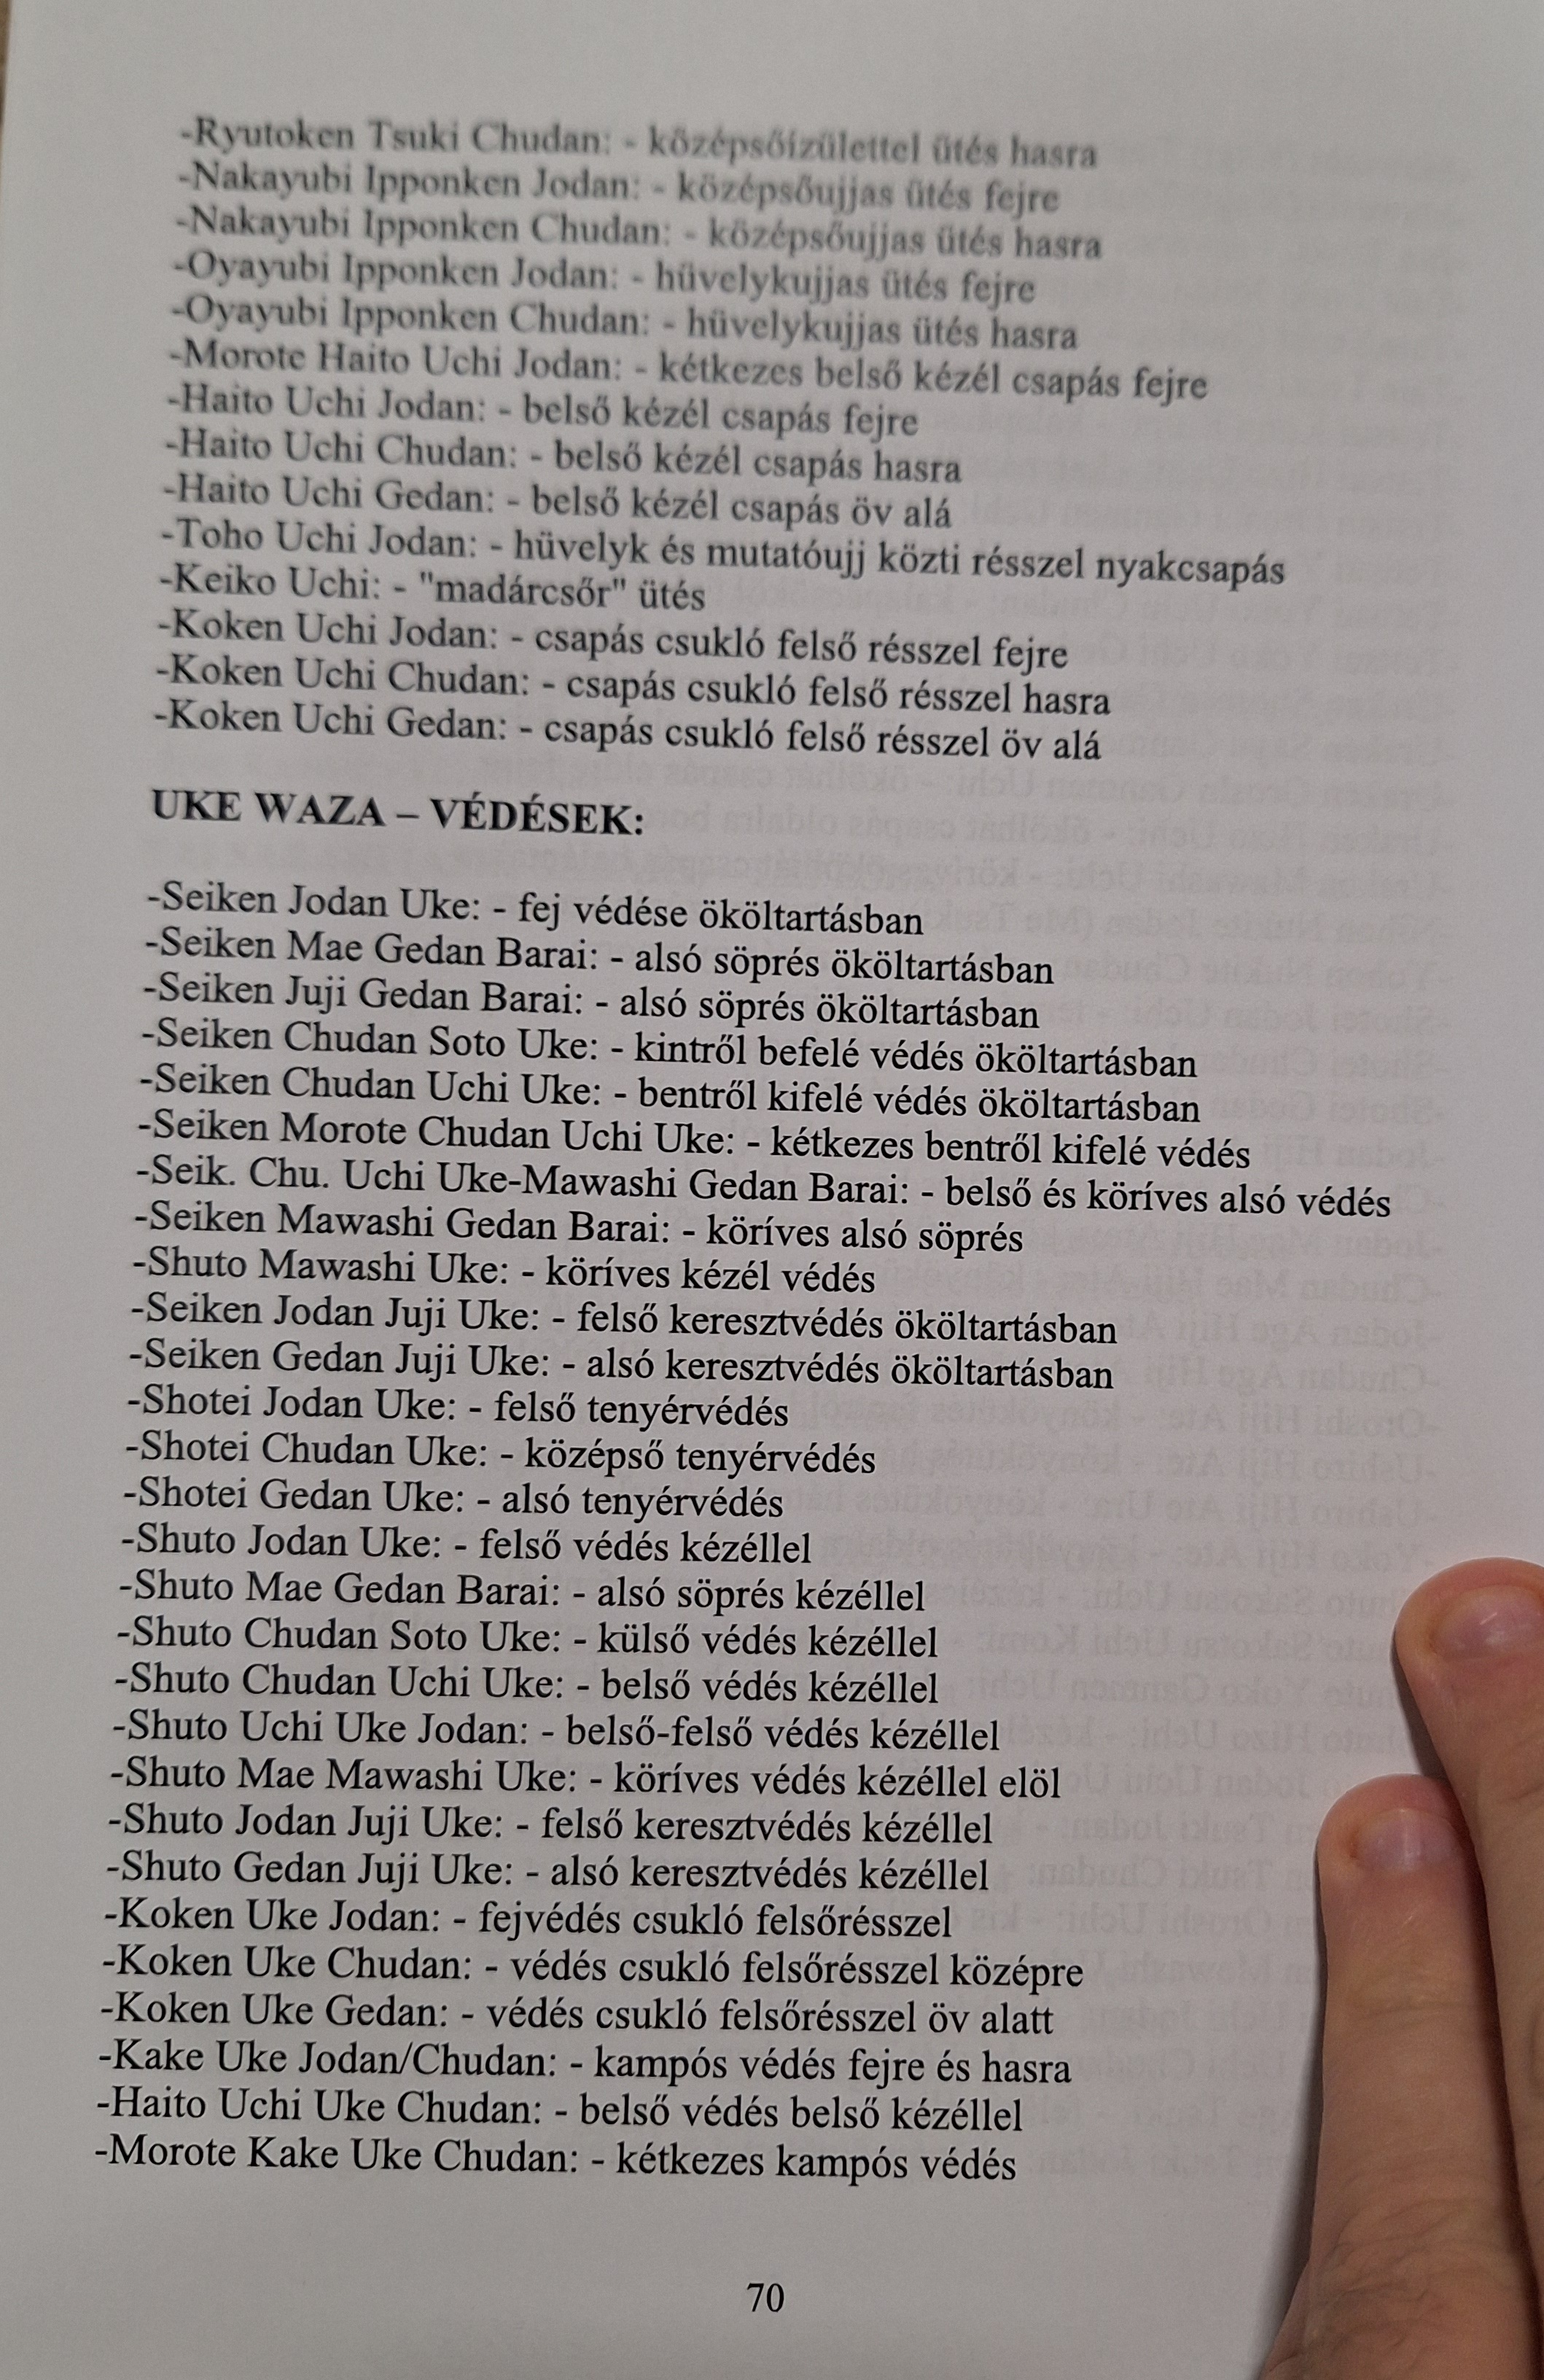 -Ryutoken Tsuki Chudan: - középsőízülettel ütés hasra
-Nakayubi Ipponken Jodan: - középsőujjas ütés fejre
-Nakayubi Ipponken Chudan: - középsőujjas ütés hasra
-Oyayubi Ipponken Jodan: - hüvelykujjas ütés fejre
-Oyayubi Ipponken Chudan: - hüvelykujjas ütés hasra
-Morote Haito Uchi Jodan: - kétkezes belső kézél csapás fejre
-Haito Uchi Jodan: - belső kézél csapás fejre
-Haito Uchi Chudan: - belső kézél csapás hasra
-Haito Uchi Gedan: - belső kézél csapás öv alá
-Toho Uchi Jodan: - hüvelyk és mutatóujj közti résszel nyakcsapás
-Keiko Uchi: - "madárcsőr" ütés
-Koken Uchi Jodan: - csapás csukló felső résszel fejre
-Koken Uchi Chudan: - csapás csukló felső résszel hasra
-Koken Uchi Gedan: - csapás csukló felső résszel öv alá
UKE WAZA – VÉDÉSEK:
-Seiken Jodan Uke: - fej védése ököltartásban
-Seiken Mae Gedan Barai: - alsó söprés ököltartásban
-Seiken Juji Gedan Barai: - alsó söprés ököltartásban
-Seiken Chudan Soto Uke: - kintről befelé védés ököltartásban
-Seiken Chudan Uchi Uke: - bentről kifelé védés ököltartásban
-Seiken Morote Chudan Uchi Uke: - kétkezes bentről kifelé védés
-Seik. Chu. Uchi Uke-Mawashi Gedan Barai: - belső és köríves alsó védés
-Seiken Mawashi Gedan Barai: - köríves alsó söprés
-Shuto Mawashi Uke: - köríves kézél védés
-Seiken Jodan Juji Uke: - felső keresztvédés ököltartásban
-Seiken Gedan Juji Uke: - alsó keresztvédés ököltartásban
-Shotei Jodan Uke: - felső tenyérvédés
-Shotei Chudan Uke: - középső tenyérvédés
-Shotei Gedan Uke: - alsó tenyérvédés
-Shuto Jodan Uke: - felső védés kézéllel
-Shuto Mae Gedan Barai: - alsó söprés kézéllel
-Shuto Chudan Soto Uke: - külső védés kézéllel
-Shuto Chudan Uchi Uke: - belső védés kézéllel
-Shuto Uchi Uke Jodan: - belső-felső védés kézéllel
-Shuto Mae Mawashi Uke: - köríves védés kézéllel elöl
-Shuto Jodan Juji Uke: - felső keresztvédés kézéllel
-Shuto Gedan Juji Uke: - alsó keresztvédés kézéllel
-Koken Uke Jodan: - fejvédés csukló felsőrésszel
-Koken Uke Chudan: - védés csukló felsőrésszel középre
-Koken Uke Gedan: - védés csukló felsőrésszel öv alatt
-Kake Uke Jodan/Chudan: - kampós védés fejre és hasra
-Haito Uchi Uke Chudan: - belső védés belső kézéllel
-Morote Kake Uke Chudan: - kétkezes kampós védés
70